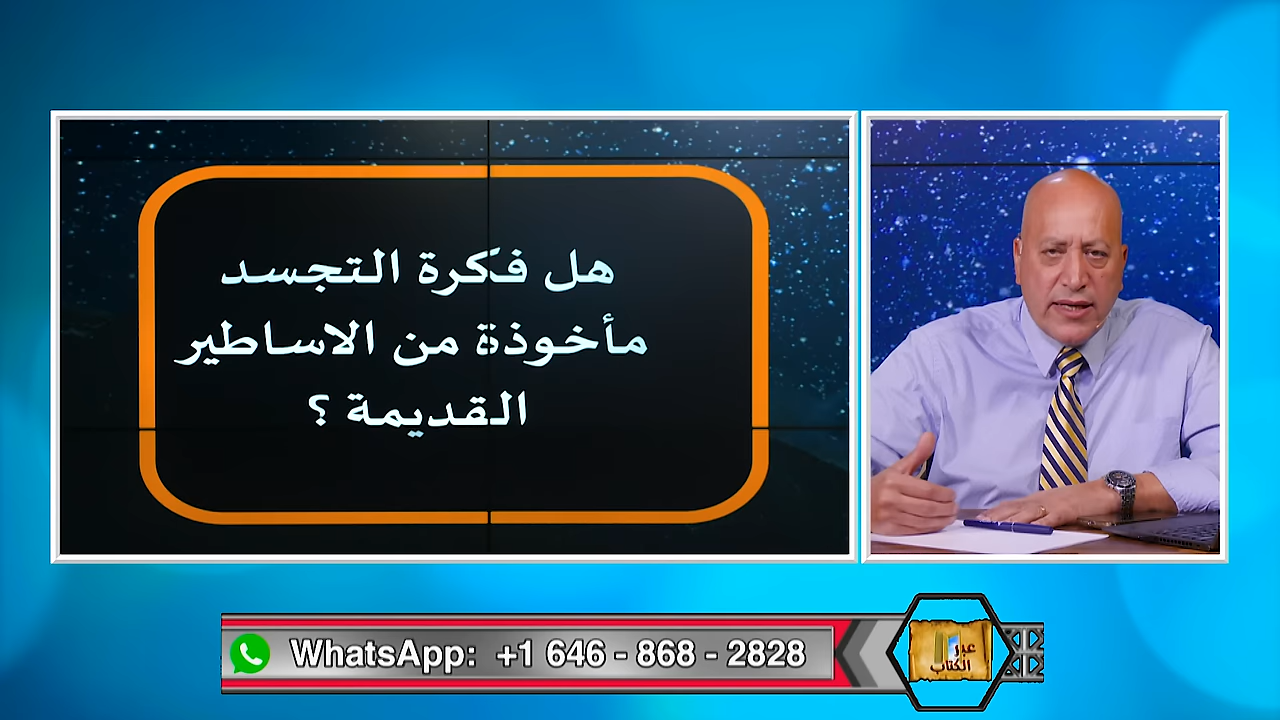 هل فكرة التجسد
مأخوذة من الاساطير
القديمة ؟
WhatsApp: +1 646 - 868 - 2828
عبر
الكتاب